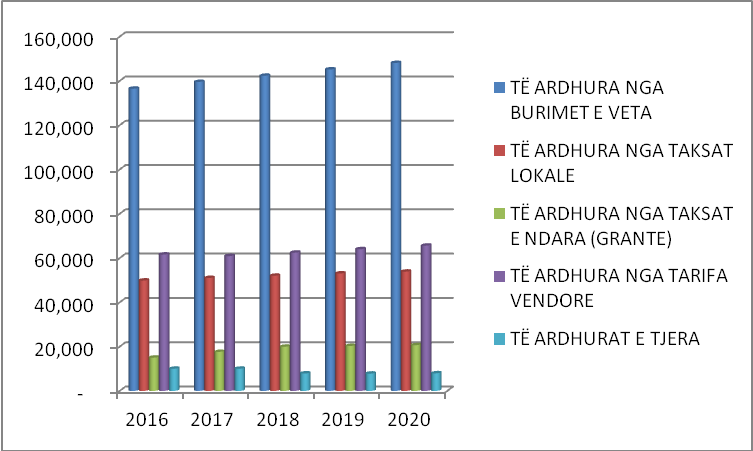 160,000
140,000
120,000
100,000
80,000
60,000
40,000
20,000
-
2016 2017 2018 2019 2020
TË ARDHURA NGA
BURIMET E VETA
TË ARDHURA NGA TAKSAT
LOKALE
TË ARDHURA NGA TAKSAT
E NDARA (GRANTE)
TË ARDHURA NGA TARIFA
VENDORE
TË ARDHURAT E TJERA